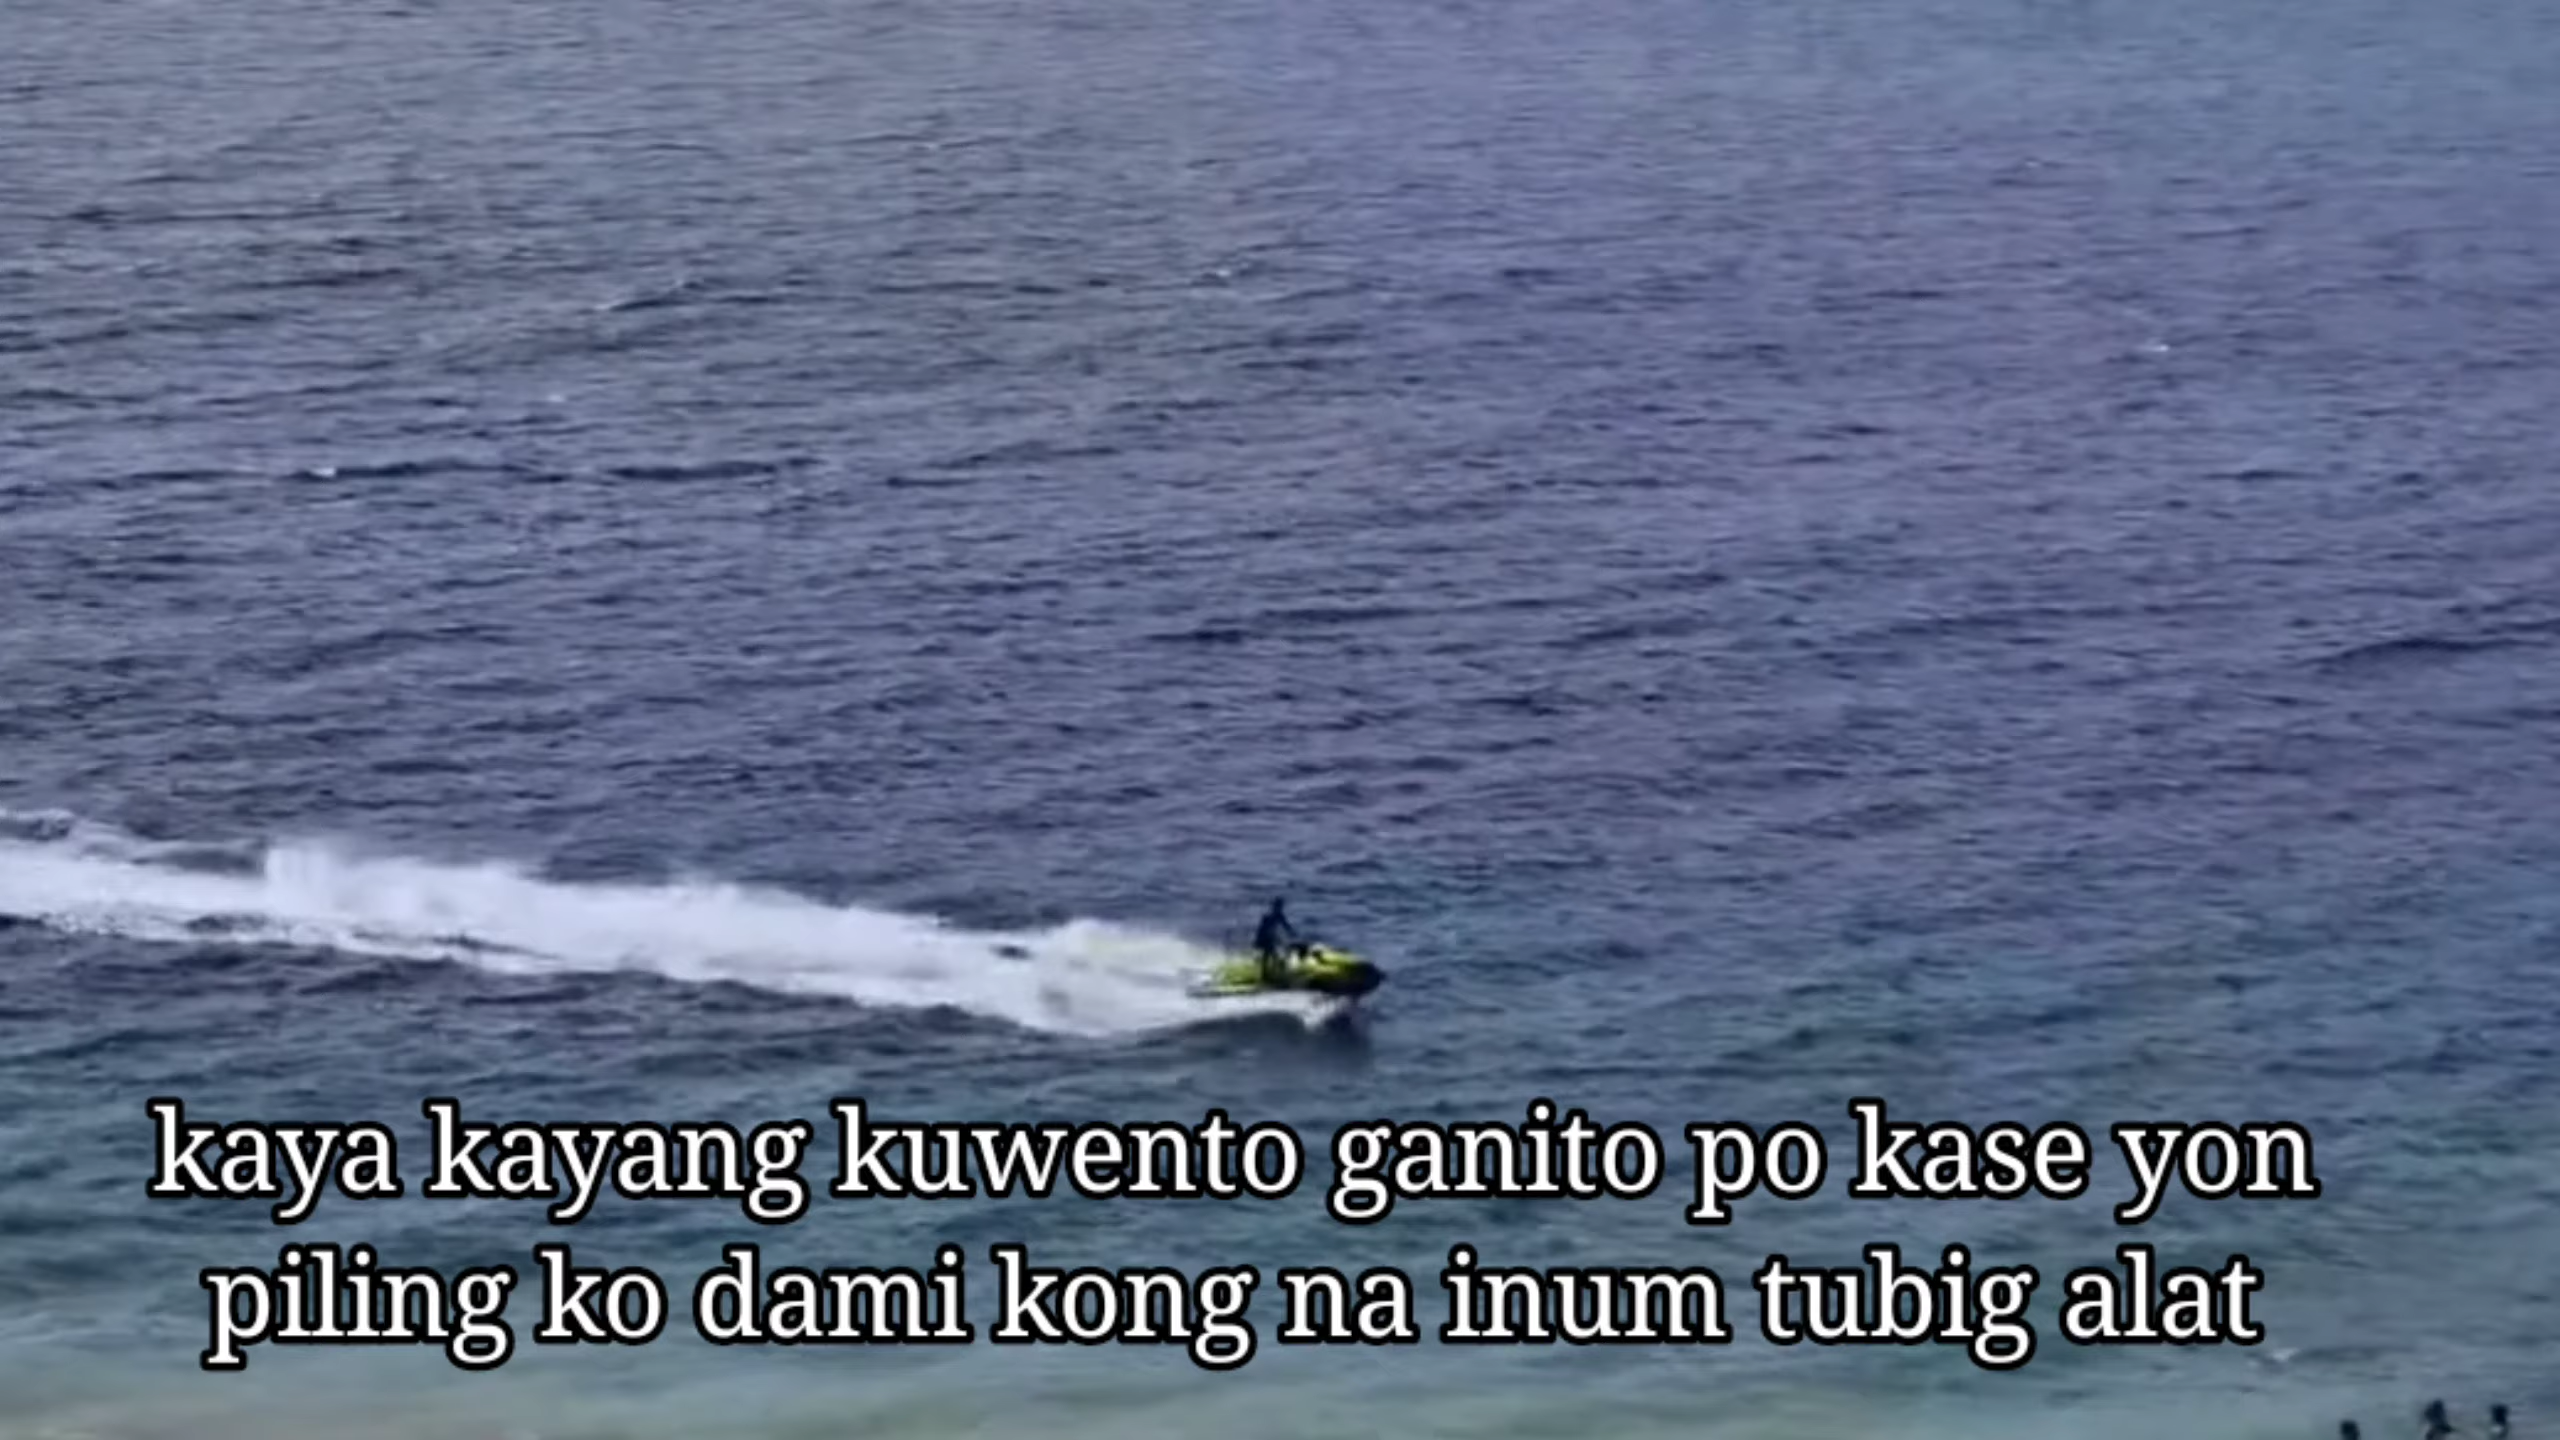 kaya kayang kuwento ganito po kase yon
piling ko dami kong na inum tubig alat